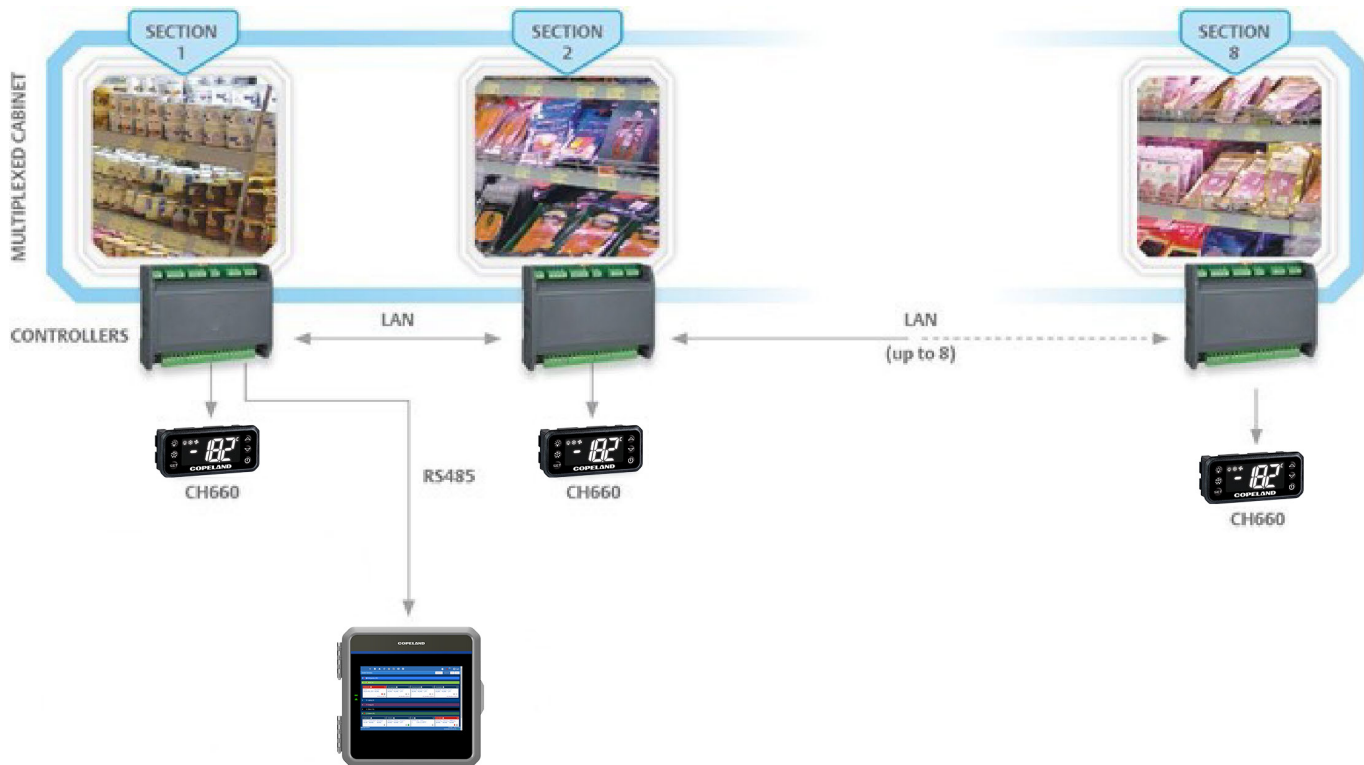 SECTION
1
SECTION
2
SECTION
8
MULTIPLEXED CABINET
CONTROLLERS
LAN
LAN
(up to 8)
-18.2°C
COPELAND
CH660
-18.2°C
COPELAND
CH660
-18.2°C
COPELAND
CH660
RS485
COPELAND